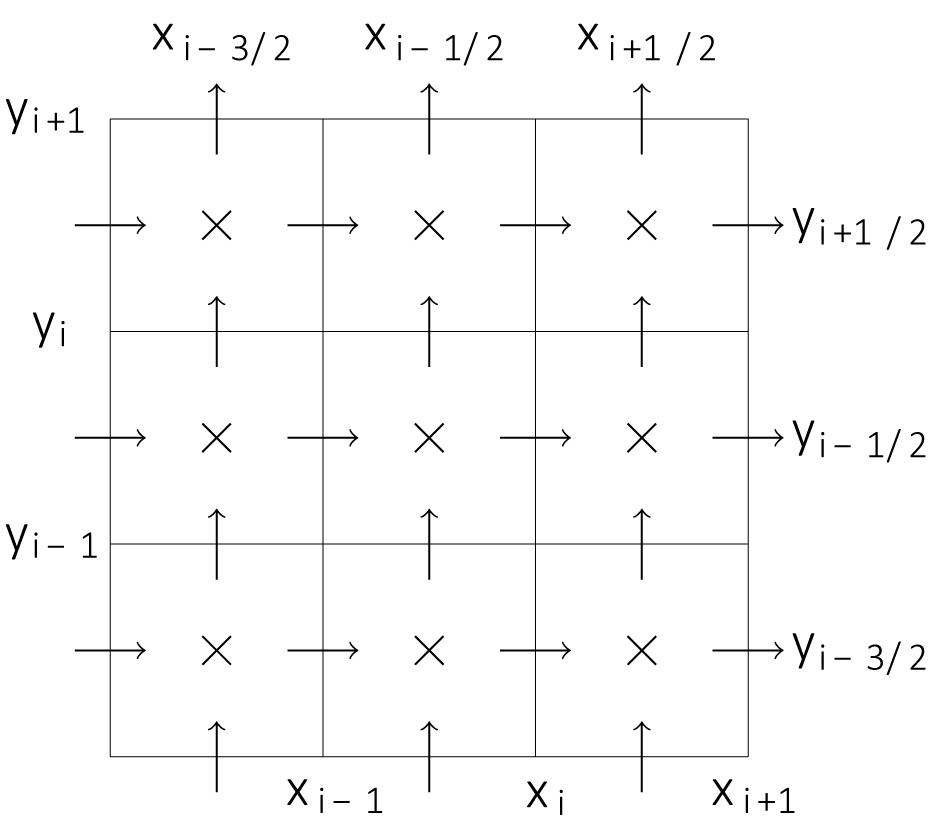 x i− 3/2 x i− 1/2 x i+1 /2
y i+1
y i+1 /2
y i
y i− 1/2
y i− 1
y i− 3/2
x i− 1 x i x i+1